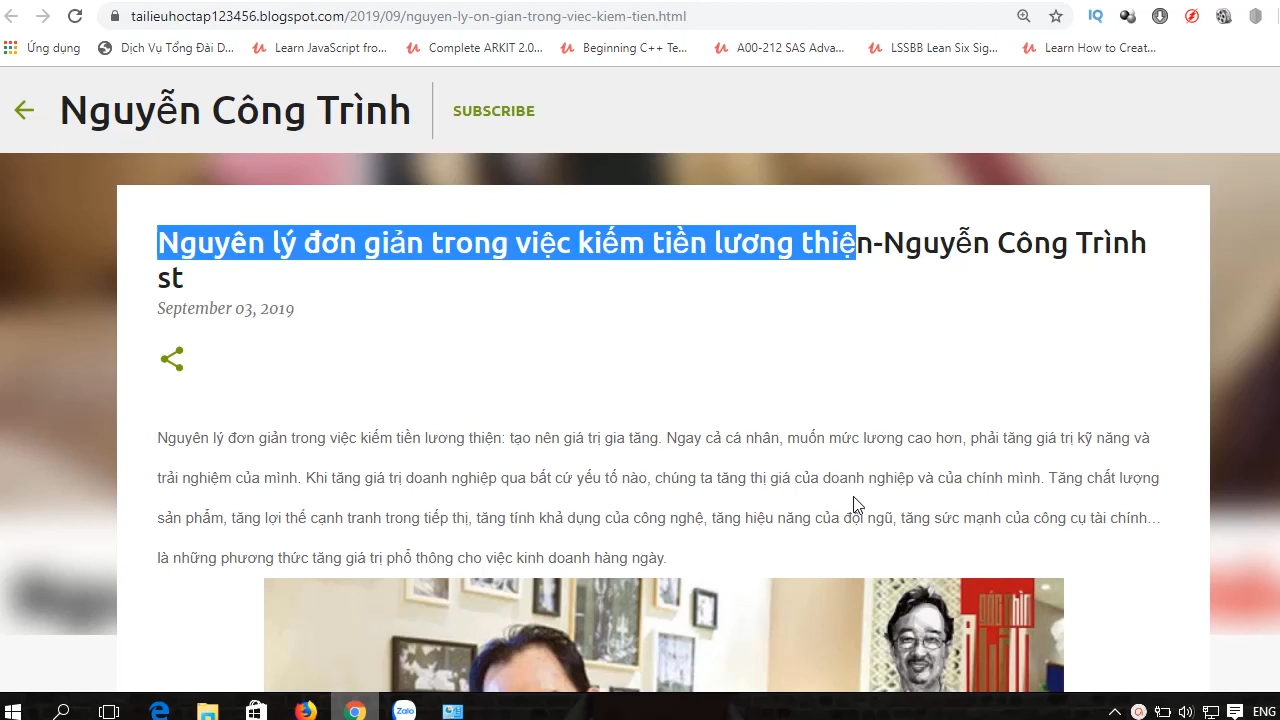 tailieuhoctap123456.blogspot.com/2019/09/nguyen-ly-on-gian-trong-viec-kiem-tien.html
IQ
Ứng dụng
Dịch Vụ Tổng Đài D...
Learn JavaScript fro...
Complete ARKIT 2.0...
Beginning C++ Te...
A00-212 SAS Adva...
LSSBB Lean Six Sig...
Learn How to Creat...
Nguyễn Công Trình
SUBSCRIBE
Nguyên lý đơn giản trong việc kiếm tiền lương thiện-Nguyễn Công Trình
st
September 03, 2019
Nguyên lý đơn giản trong việc kiếm tiền lương thiện: tạo nên giá trị gia tăng. Ngay cả cá nhân, muốn mức lương cao hơn, phải tăng giá trị kỹ năng và
trải nghiệm của mình. Khi tăng giá trị doanh nghiệp qua bất cứ yếu tố nào, chúng ta tăng thị giá của doanh nghiệp và của chính mình. Tăng chất lượng
sản phẩm, tăng lợi thế cạnh tranh trong tiếp thị, tăng tính khả dụng của công nghệ, tăng hiệu năng của đội ngũ, tăng sức mạnh của công cụ tài chính…
là những phương thức tăng giá trị phổ thông cho việc kinh doanh hàng ngày.
GÓC NHÌN
Zalo
ENG